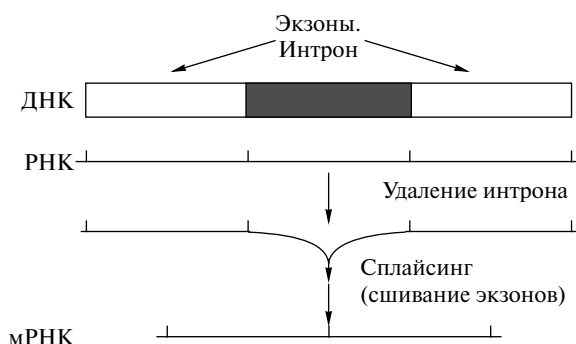 Экзоны.
Интрон
ДНК
РНК
Удаление интрона
Сплайсинг
(сшивание экзонов)
мРНК